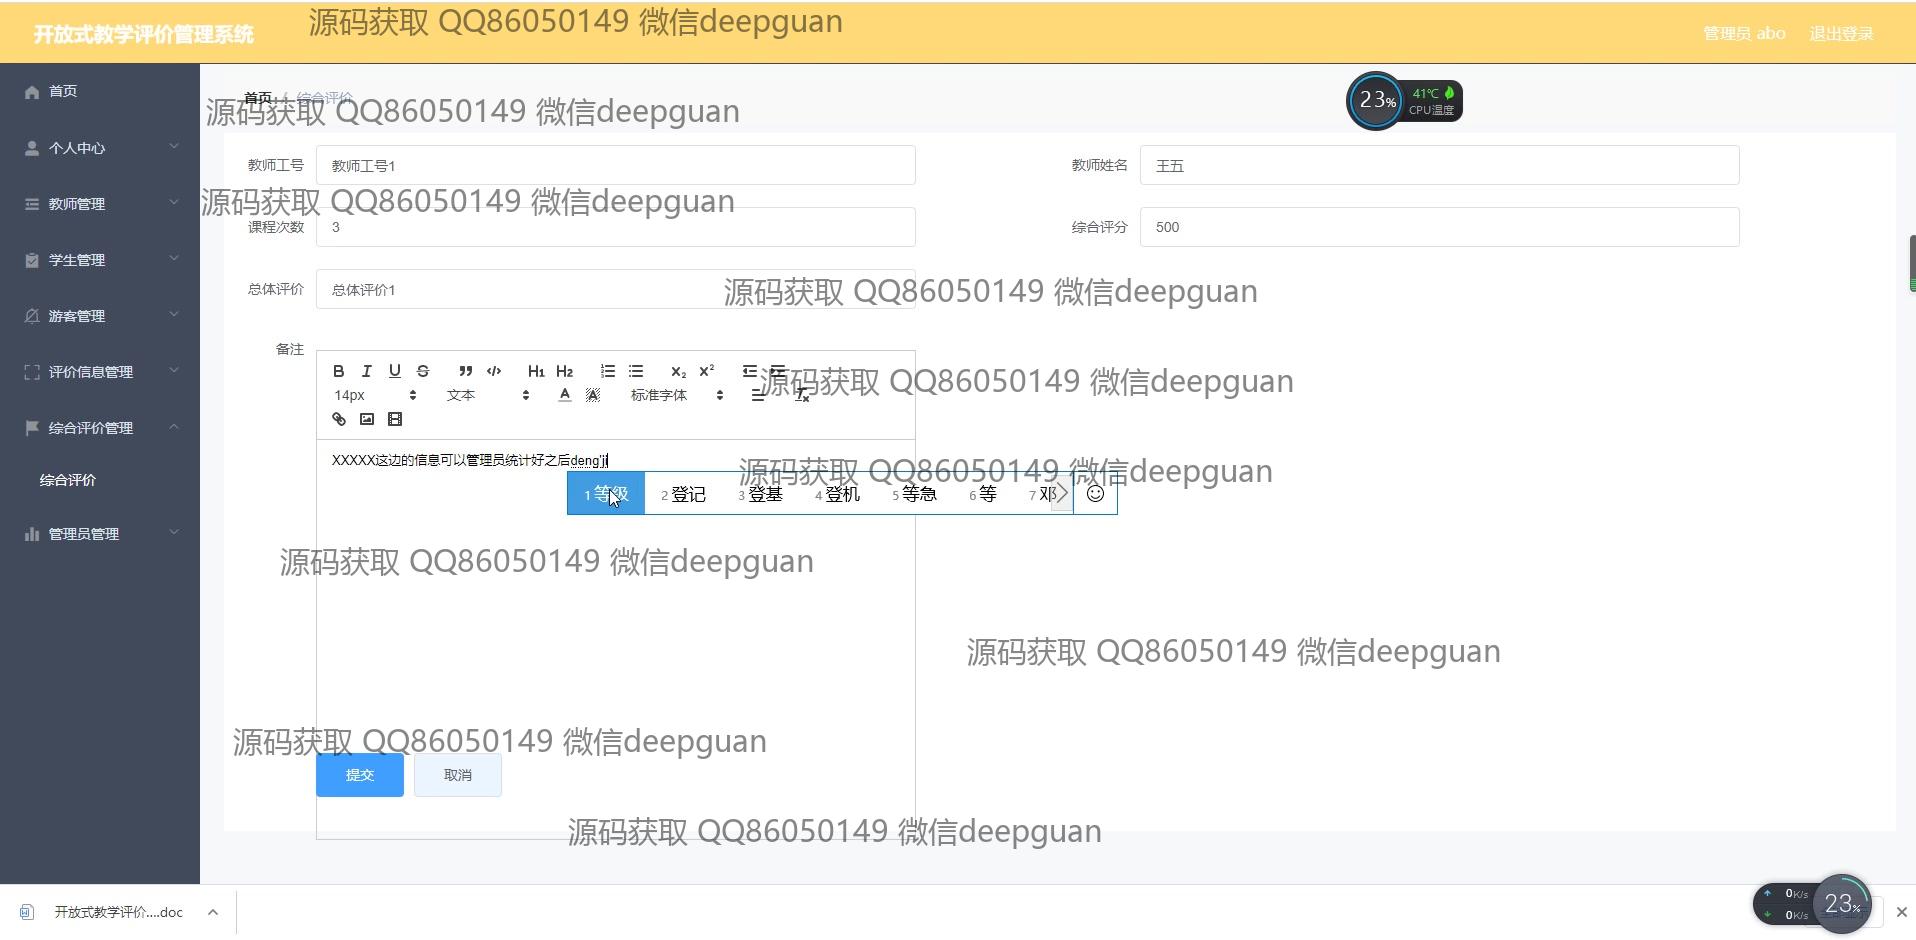 源码获取 QQ86050149 微信deepguan
开放式教学评价管理系统
管理员 abo 退出登录
首页
个人中心
教师管理
学生管理
游客管理
评价信息管理
综合评价管理
综合评价
管理员管理
首页 / 综合评价
源码获取 QQ86050149 微信deepguan
23%
41℃
CPU温度
教师工号 教师工号1
教师姓名 王五
源码获取 QQ86050149 微信deepguan
课程次数 3
综合评分 500
总体评价 总体评价1
源码获取 QQ86050149 微信deepguan
备注
B I U S H1 H2 x2 x2
源码获取 QQ86050149 微信deepguan
14px 文本 A A 标准字体 Tx
XXXXX这边的信息可以管理员统计好之后deng'ji
源码获取 QQ86050149 微信deepguan
1 等级 2 登记 3 登基 4 登机 5 等急 6 等 7 邓
源码获取 QQ86050149 微信deepguan
源码获取 QQ86050149 微信deepguan
源码获取 QQ86050149 微信deepguan
提交 取消
源码获取 QQ86050149 微信deepguan
开放式教学评价....doc
0K/s
0K/s
23%